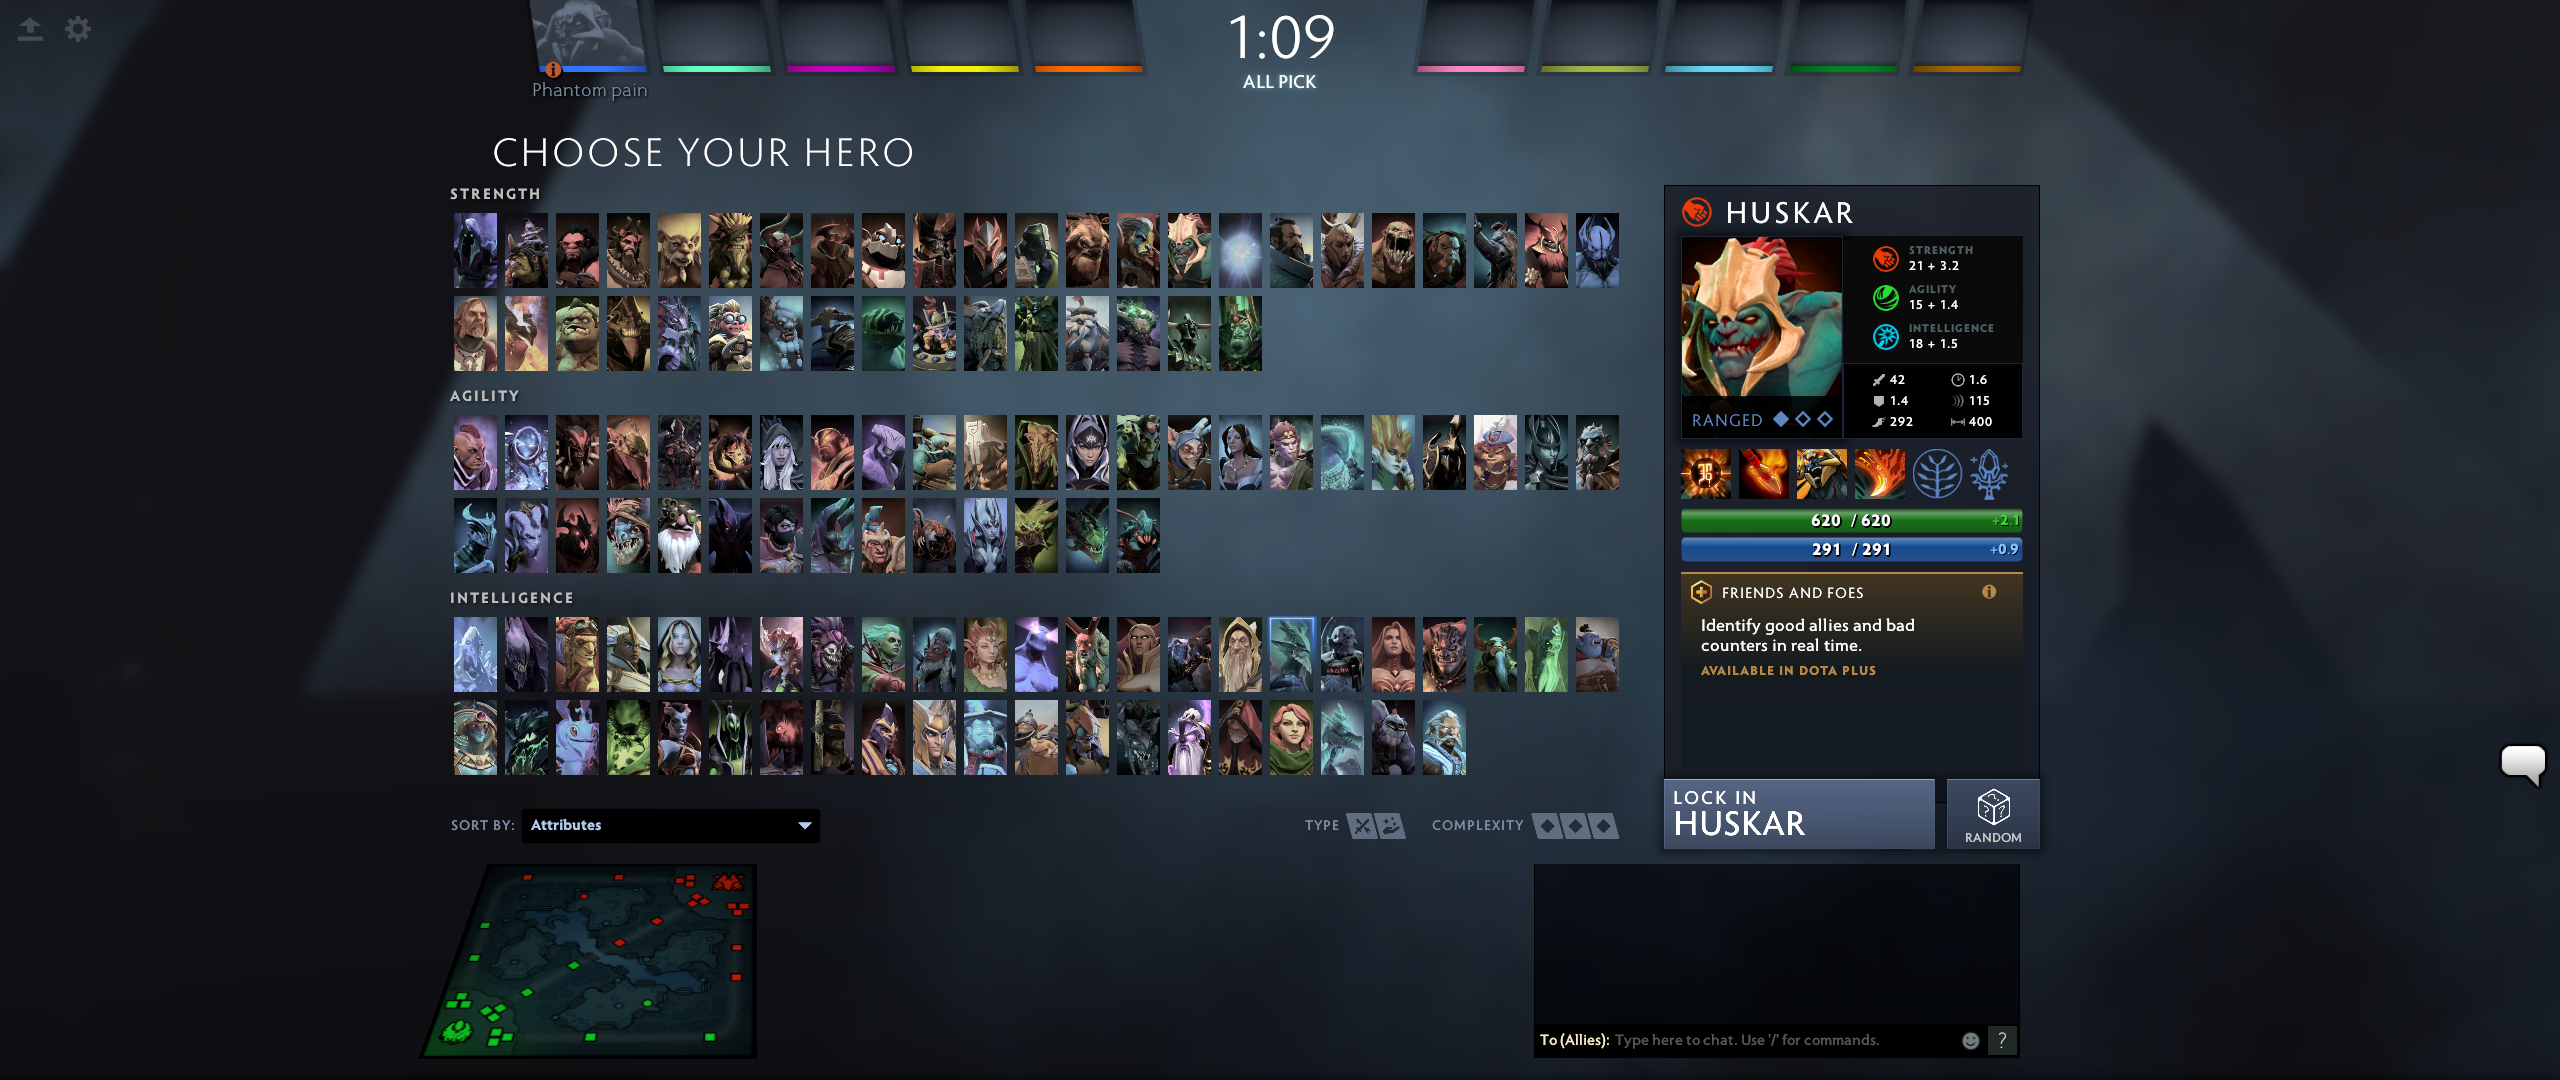 1:09
ALL PICK
Phantom pain
CHOOSE YOUR HERO
STRENGTH
AGILITY
INTELLIGENCE
HUSKAR
STRENGTH
21 + 3.2
AGILITY
15 + 1.4
INTELLIGENCE
18 + 1.5
42
1.6
1.4
115
292
400
RANGED
620 / 620
+2.1
291 / 291
+0.9
FRIENDS AND FOES
Identify good allies and bad
counters in real time.
AVAILABLE IN DOTA PLUS
LOCK IN
HUSKAR
RANDOM
SORT BY:
Attributes
TYPE
COMPLEXITY
To (Allies): Type here to chat. Use '/' for commands.
?